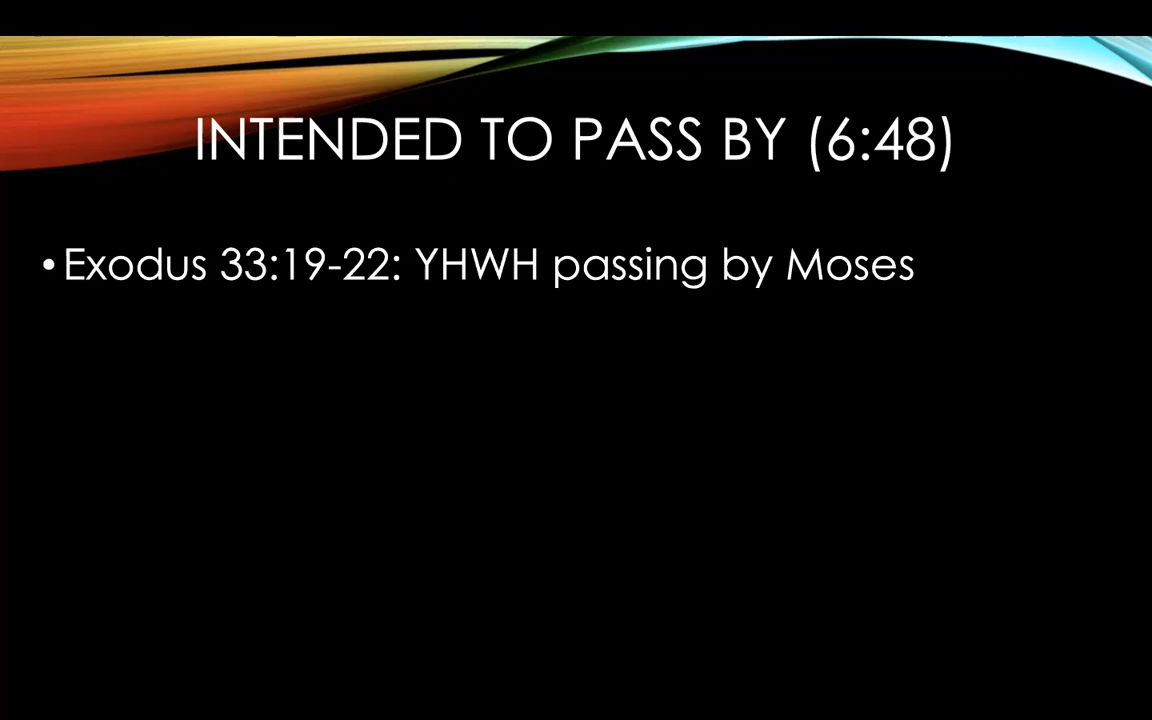 INTENDED TO PASS BY (6:48)
•Exodus 33:19-22: YHWH passing by Moses